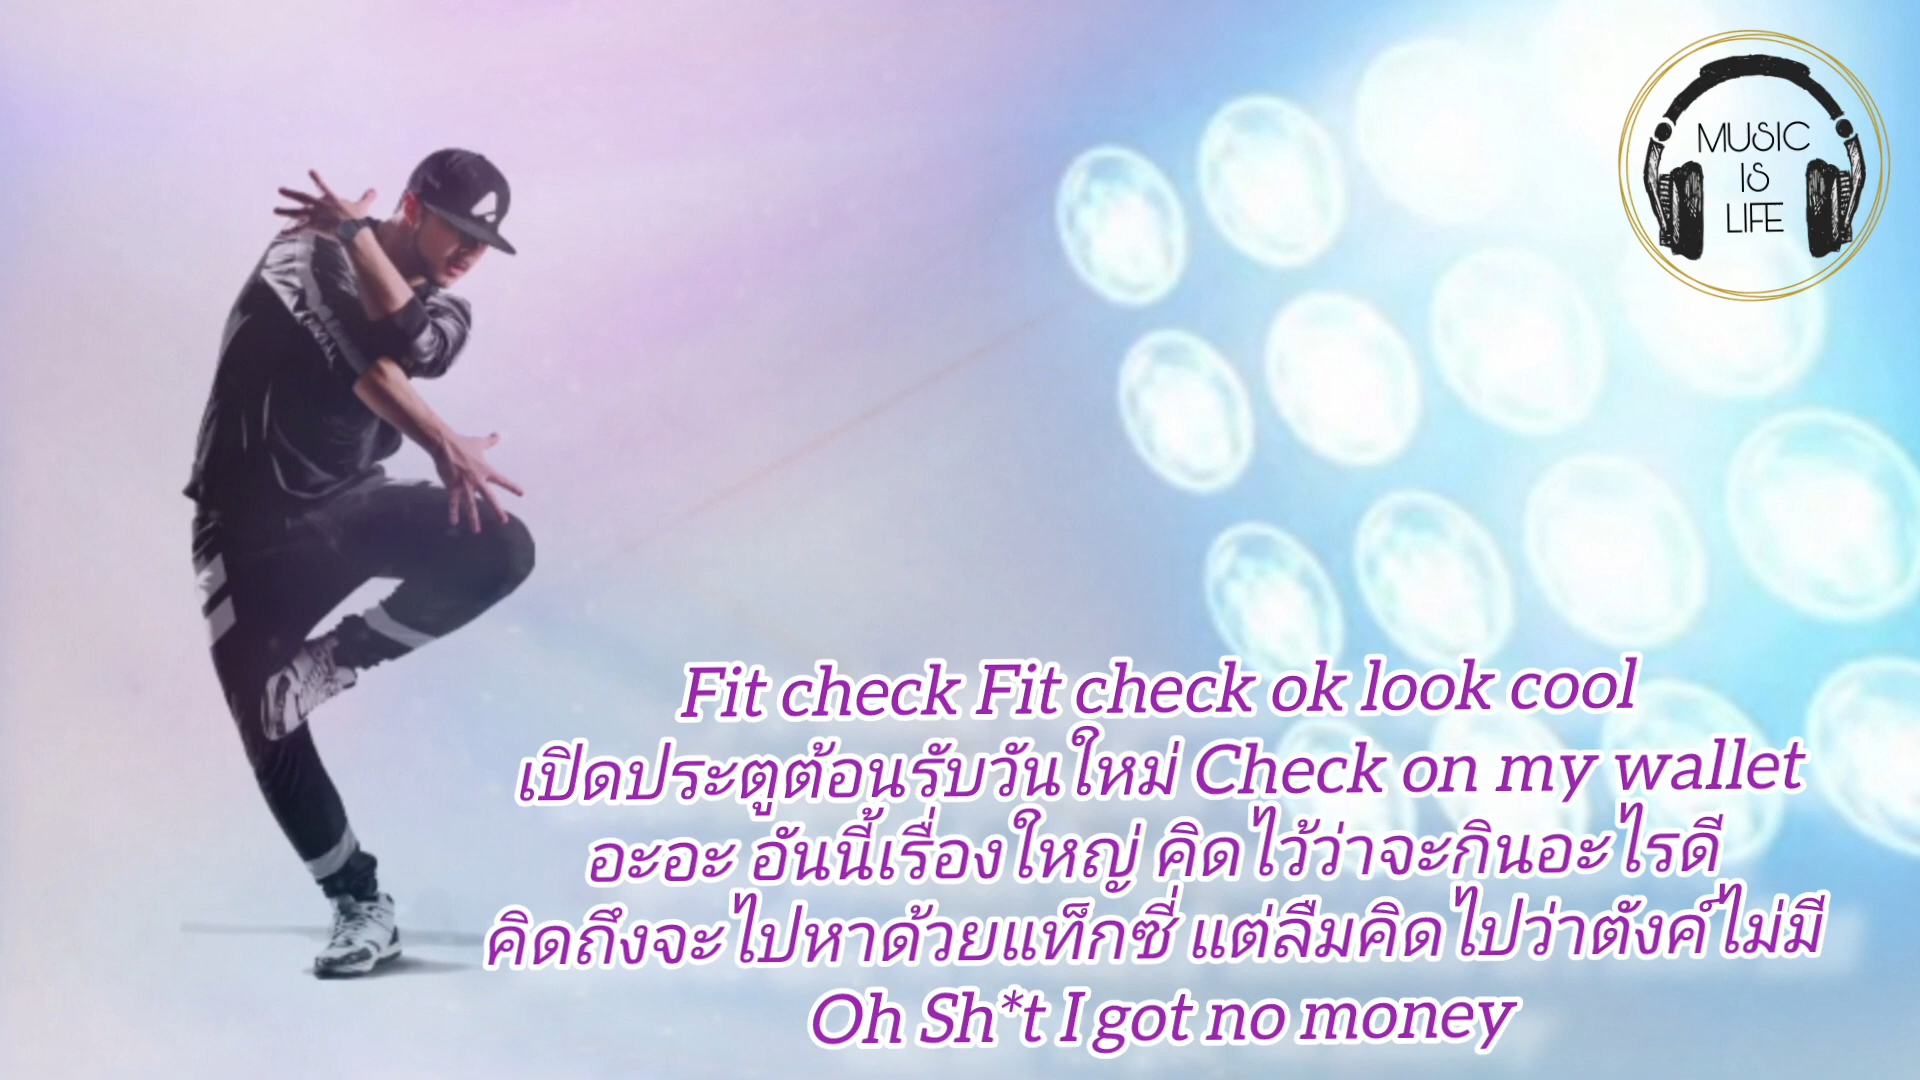 MUSIC
IS
LIFE
Fit check Fit check ok look cool
เปิดประตูต้อนรับวันใหม่ Check on my wallet
อะอะ อันนี้เรื่องใหญ่ คิดไว้ว่าจะกินอะไรดี
คิดถึงจะไปหาด้วยแท็กซี่ แต่ลืมคิดไปว่าตังค์ไม่มี
Oh Sh*t I got no money